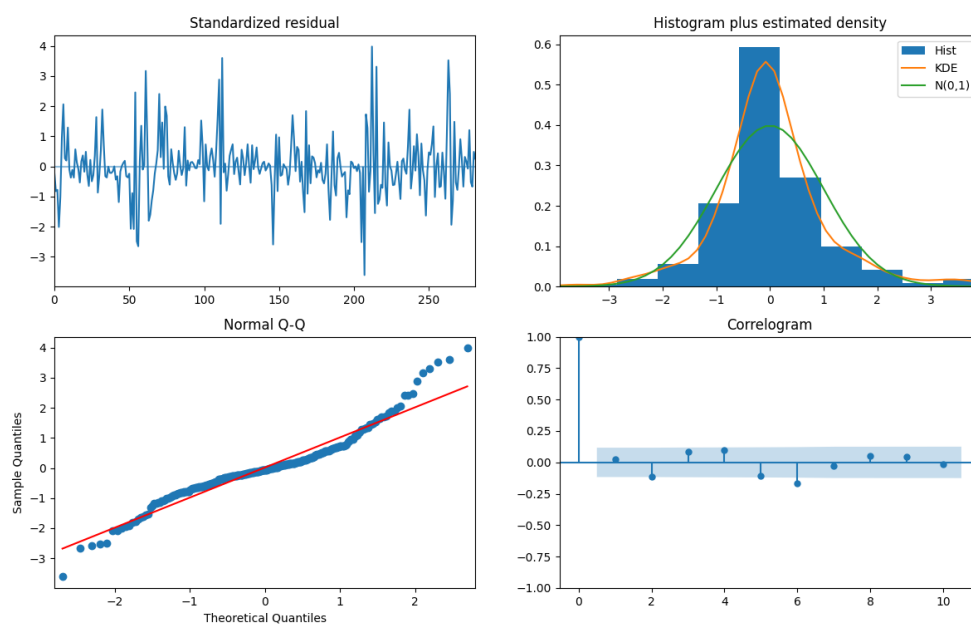 Standardized residual
4
3
2
1
0
−1
−2
−3
0 50 100 150 200 250
Histogram plus estimated density
Hist
KDE
N(0,1)
0.6
0.5
0.4
0.3
0.2
0.1
0.0
−3 −2 −1 0 1 2 3
Normal Q-Q
Sample Quantiles
4
3
2
1
0
−1
−2
−3
−2 −1 0 1 2
Theoretical Quantiles
Correlogram
1.00
0.75
0.50
0.25
0.00
−0.25
−0.50
−0.75
−1.00
0 2 4 6 8 10